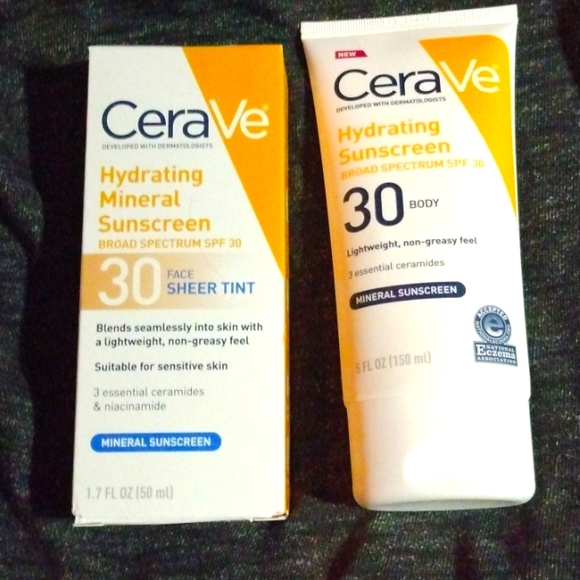 CeraVe®
DEVELOPED WITH DERMATOLOGISTS
Hydrating
Mineral
Sunscreen
BROAD SPECTRUM SPF 30
30 FACE
SHEER TINT
Blends seamlessly into skin with
a lightweight, non-greasy feel
Suitable for sensitive skin
3 essential ceramides
& niacinamide
MINERAL SUNSCREEN
1.7 FL OZ (50 ml)
NEW
CeraVe®
DEVELOPED WITH DERMATOLOGISTS
Hydrating
Sunscreen
BROAD SPECTRUM SPF 30
30 BODY
Lightweight, non-greasy feel
3 essential ceramides
MINERAL SUNSCREEN
ACCEPTED
e
NATIONAL
Eczema
ASSOCIATION
5 FL OZ (150 ml)